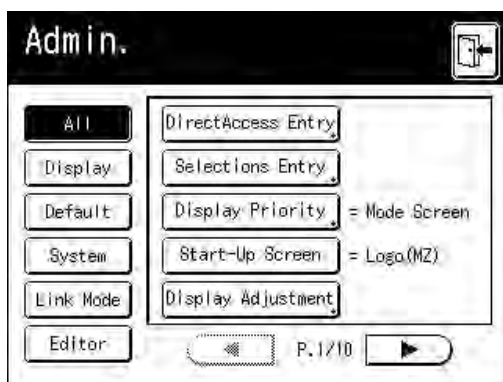 Admin.
All
DirectAccess Entry
Display
Selections Entry
Default
Display Priority = Mode Screen
System
Start-Up Screen = Logo(MZ)
Link Mode
Display Adjustment
Editor
P.1/10